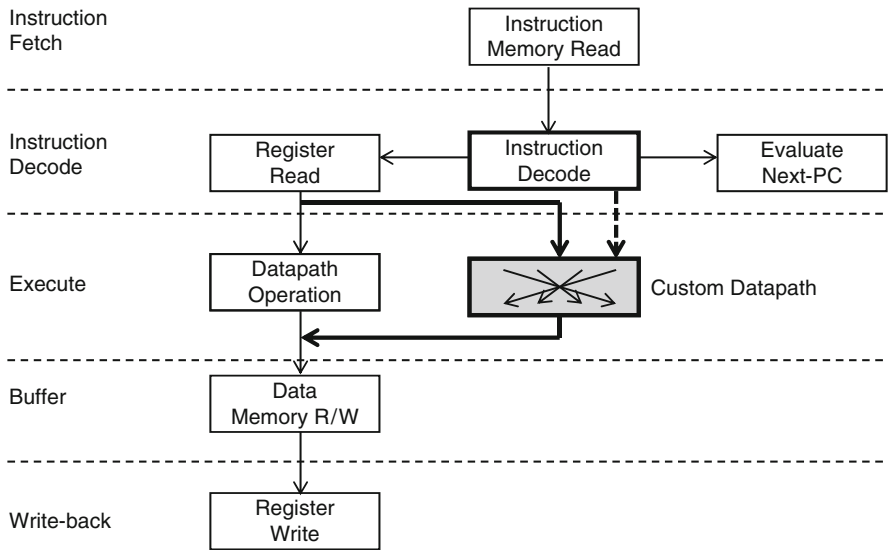 Instruction
Fetch
Instruction
Memory Read
Instruction
Decode
Register
Read
Instruction
Decode
Evaluate
Next-PC
Execute
Datapath
Operation
Custom Datapath
Buffer
Data
Memory R/W
Write-back
Register
Write